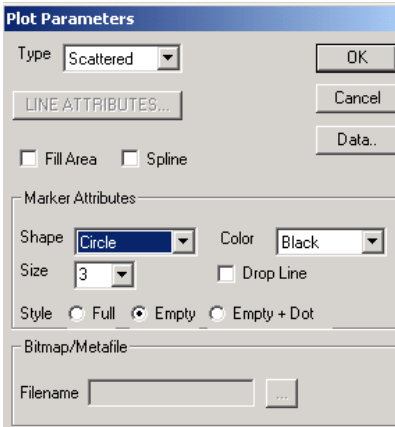 Plot Parameters
Type Scattered OK
LINE ATTRIBUTES... Cancel
Data..
Fill Area Spline
Marker Attributes
Shape Circle Color Black
Size 3 Drop Line
Style Full Empty Empty + Dot
Bitmap/Metafile
Filename ...